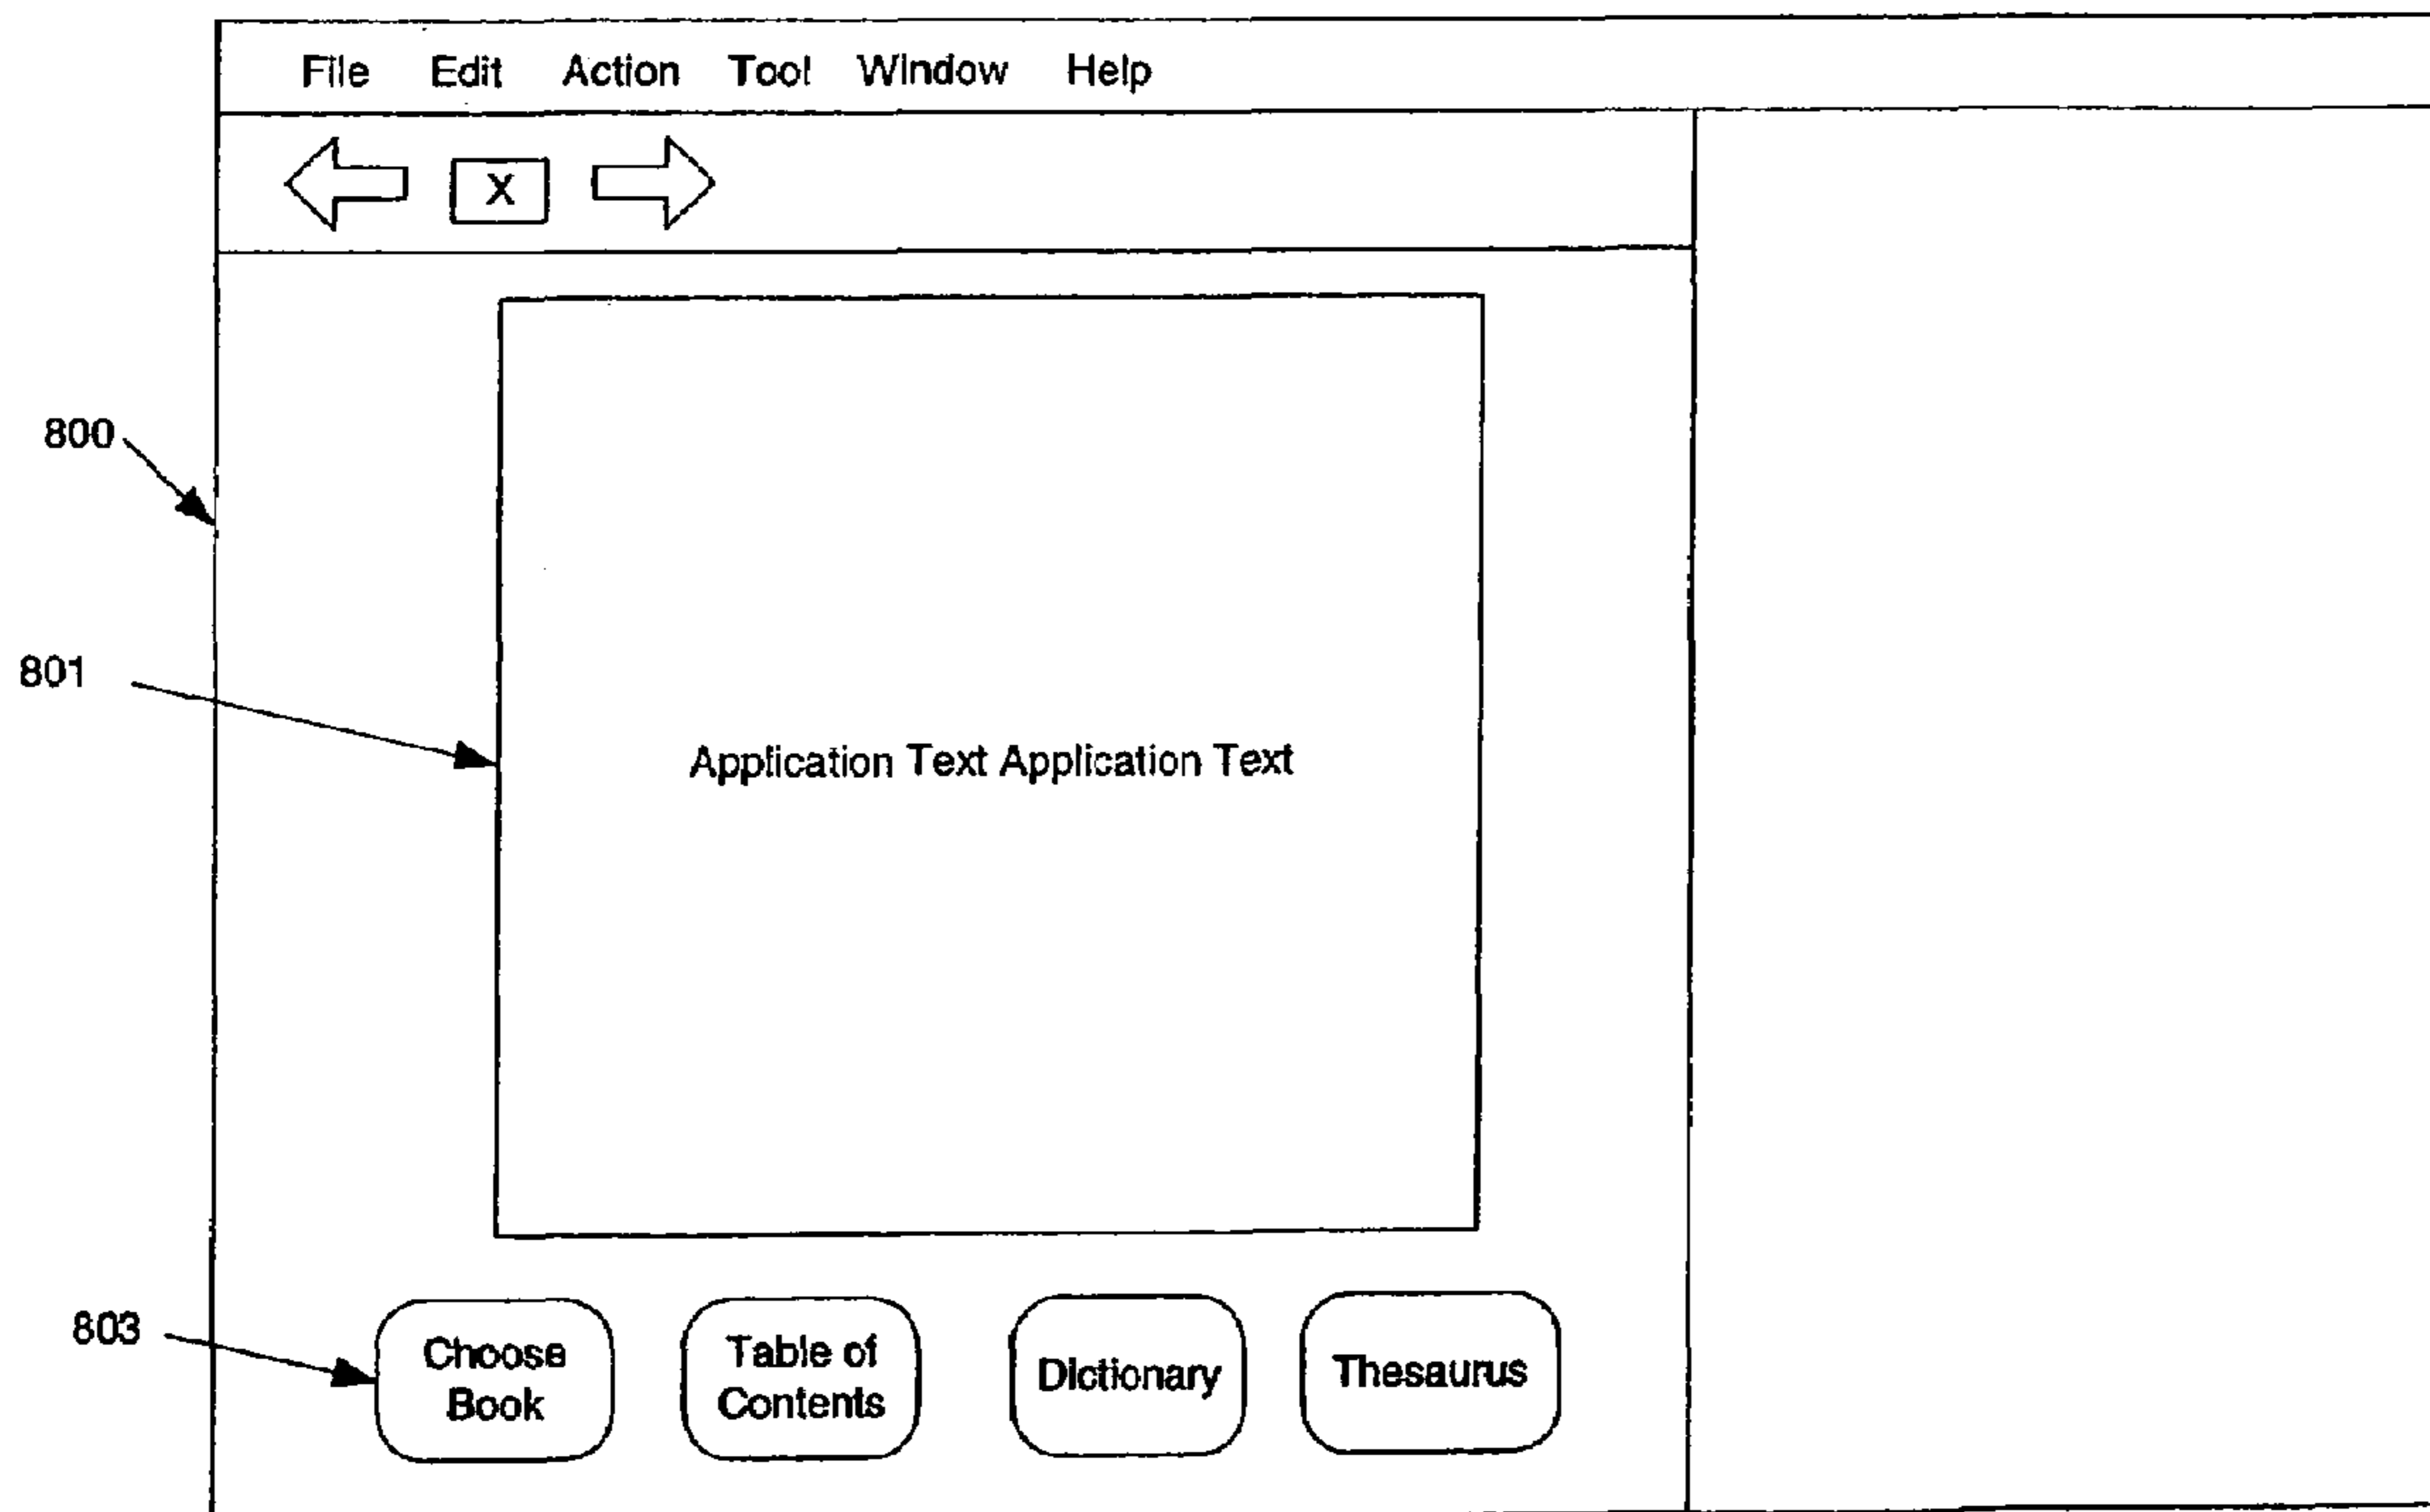 File Edit Action Tool Window Help
X
800
801
Application Text Application Text
803
Choose
Book
Table of
Contents
Dictionary
Thesaurus